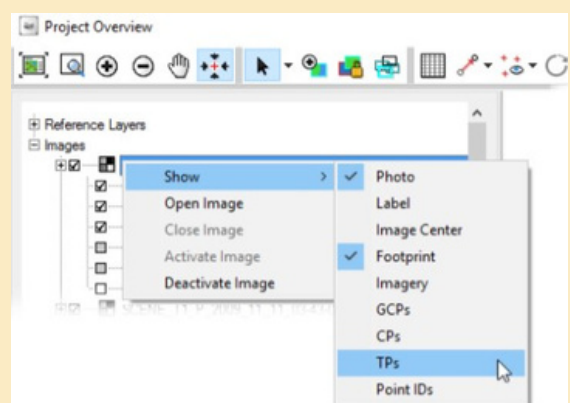 Project Overview
Reference Layers
Images
Show
Open Image
Close Image
Activate Image
Deactivate Image
Photo
Label
Image Center
Footprint
Imagery
GCPs
CPs
TPs
Point IDs